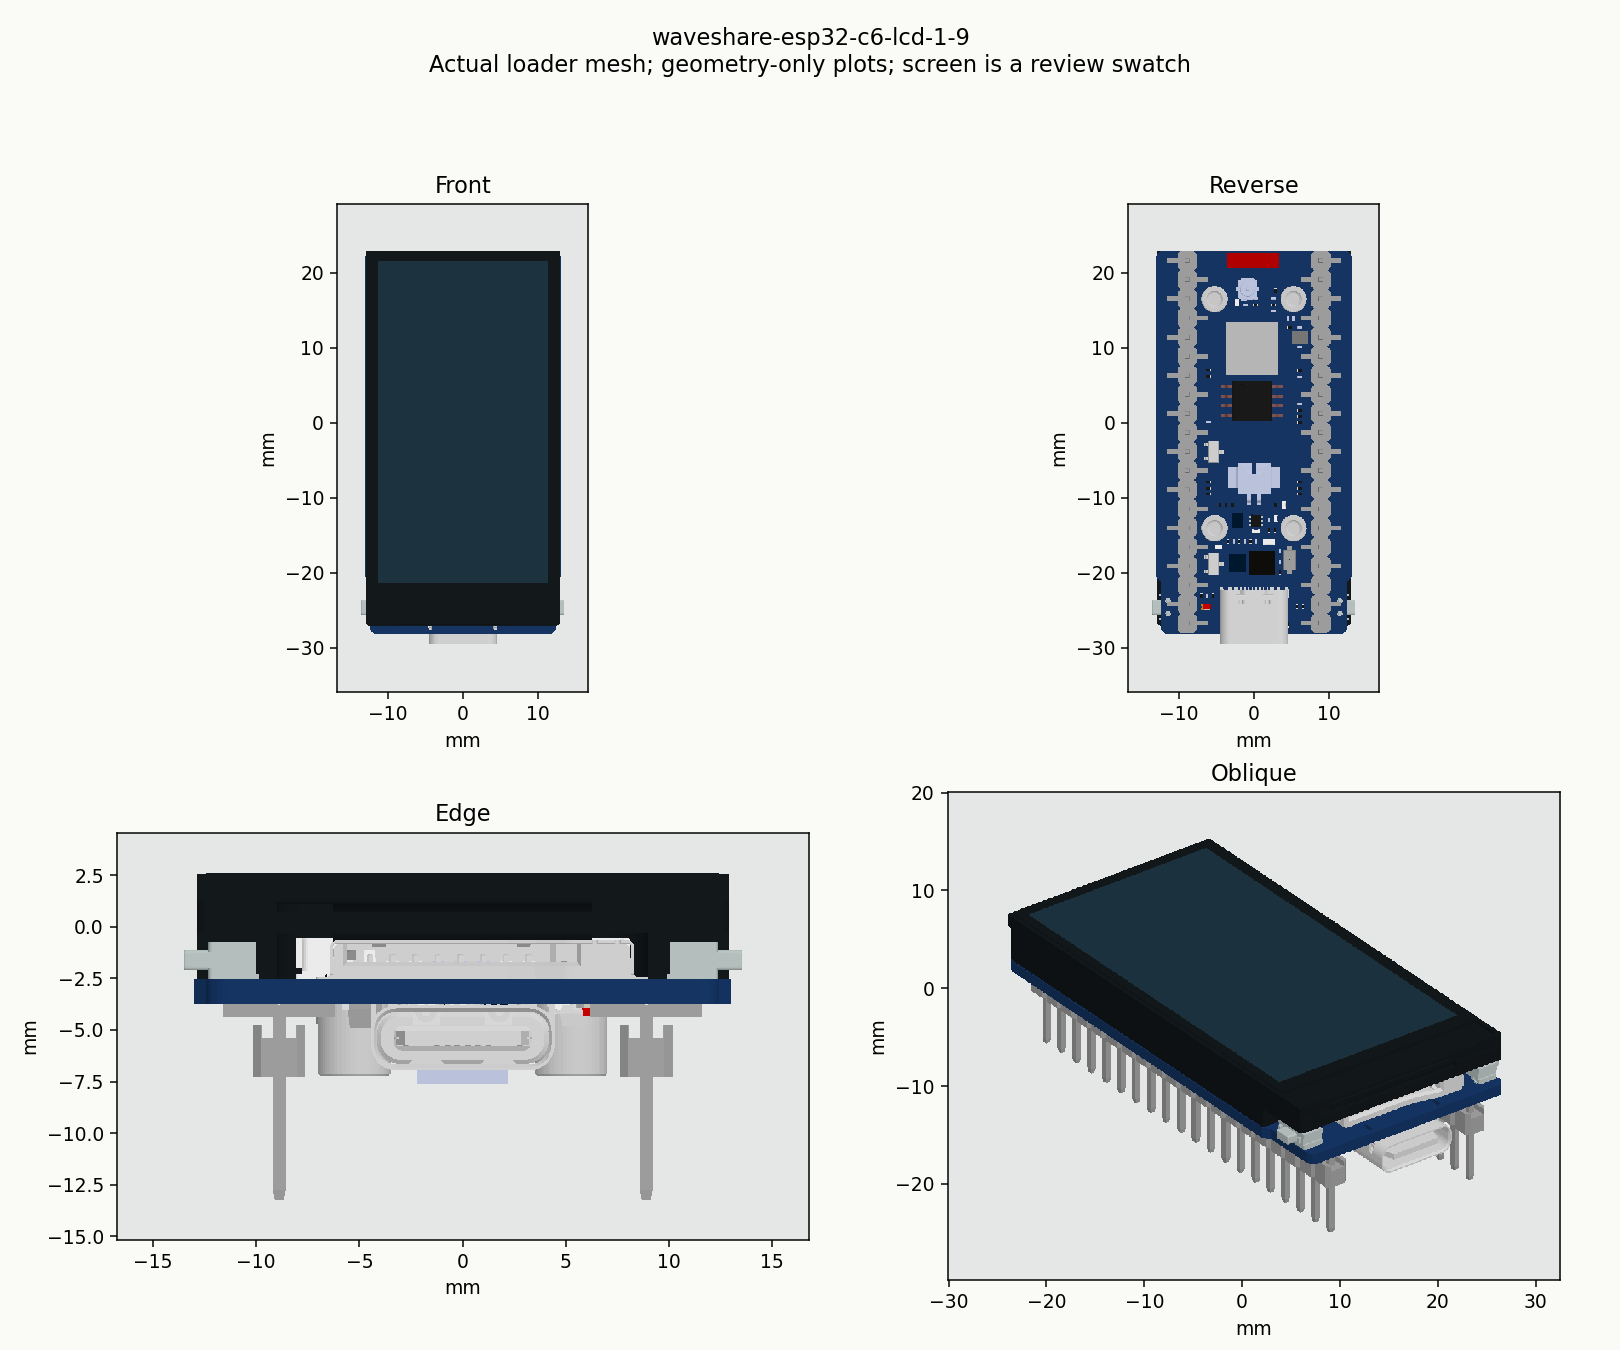 waveshare-esp32-c6-lcd-1-9
Actual loader mesh; geometry-only plots; screen is a review swatch
Front
20
10
0
−10
−20
−30
mm
−10 0 10
mm
Reverse
20
10
0
−10
−20
−30
mm
−10 0 10
mm
Edge
2.5
0.0
−2.5
−5.0
−7.5
−10.0
−12.5
−15.0
mm
−15 −10 −5 0 5 10 15
mm
Oblique
20
10
0
−10
−20
mm
−30 −20 −10 0 10 20 30
mm